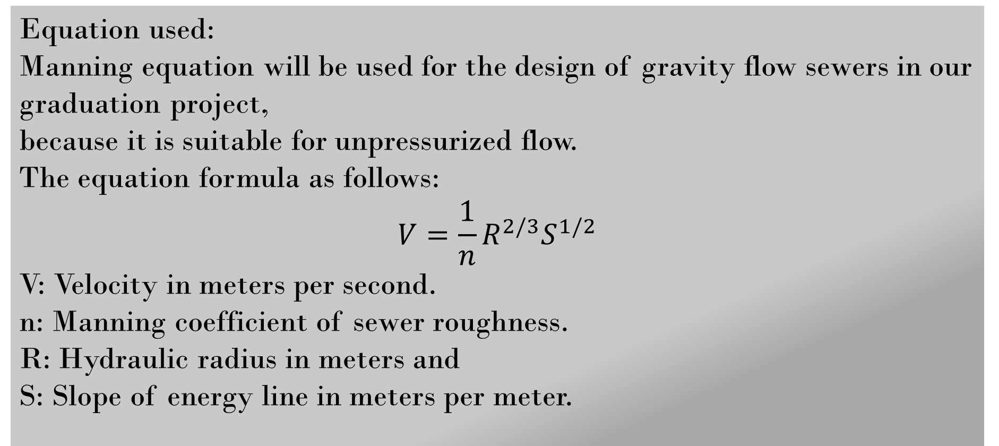 Equation used:
Manning equation will be used for the design of gravity flow sewers in our
graduation project,
because it is suitable for unpressurized flow.
The equation formula as follows:
V = 1/n R^2/3 S^1/2
V: Velocity in meters per second.
n: Manning coefficient of sewer roughness.
R: Hydraulic radius in meters and
S: Slope of energy line in meters per meter.